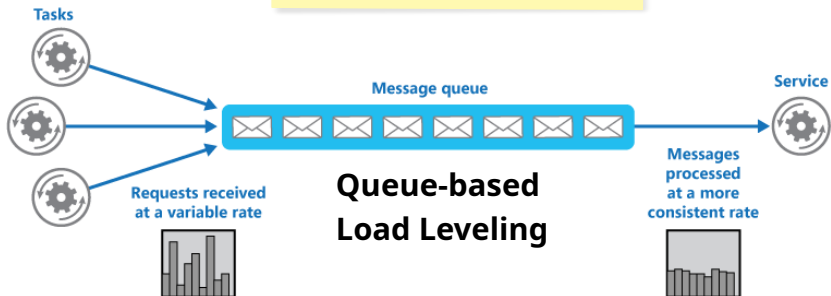 Tasks
Message queue
Service
Requests received
at a variable rate
Queue-based
Load Leveling
Messages
processed
at a more
consistent rate